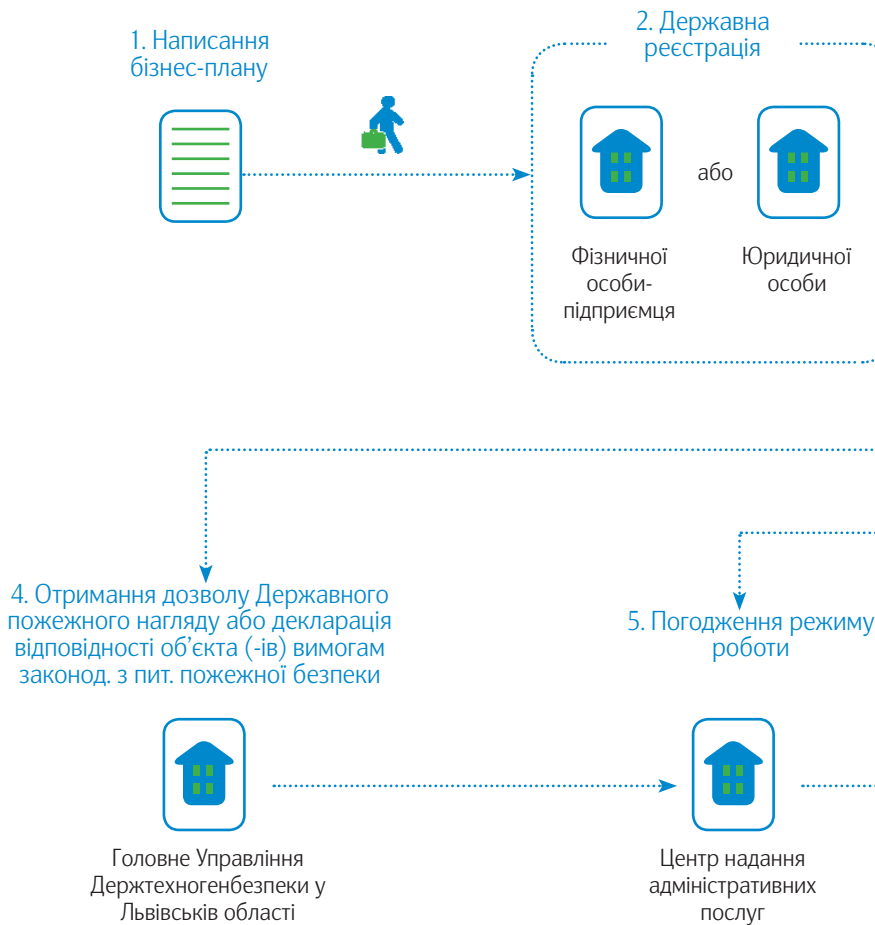 1. Написання
бізнес-плану
2. Державна
реєстрація
або
Фізничої
особи-
підприємця
Юридичної
особи
4. Отримання дозволу Державного
пожежного нагляду або декларація
відповідності об’єкта (-ів) вимогам
законод. з пит. пожежної безпеки
5. Погодження режиму
роботи
Головне Управління
Держтехногенбезпеки у
Львівськів області
Центр надання
адміністративних
послуг